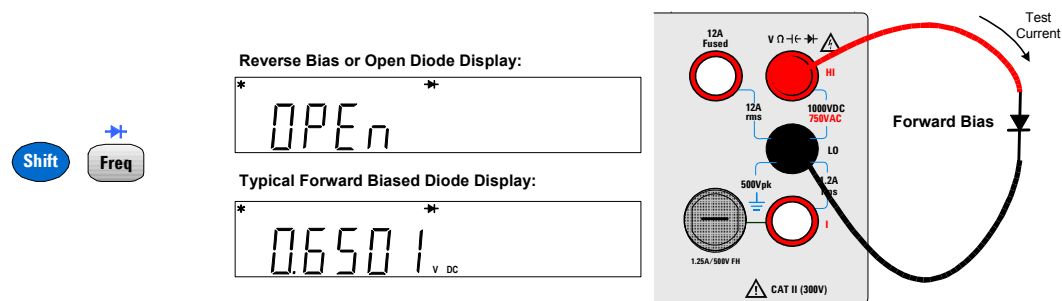 Shift
Freq
Reverse Bias or Open Diode Display:
*
OPEn
Typical Forward Biased Diode Display:
*
0.6501 V DC
12A
Fused
V Ω
HI
12A
rms
1000VDC
750VAC
LO
500Vpk
1.2A
rms
I
1.25A/500V FH
CAT II (300V)
Test
Current
Forward Bias